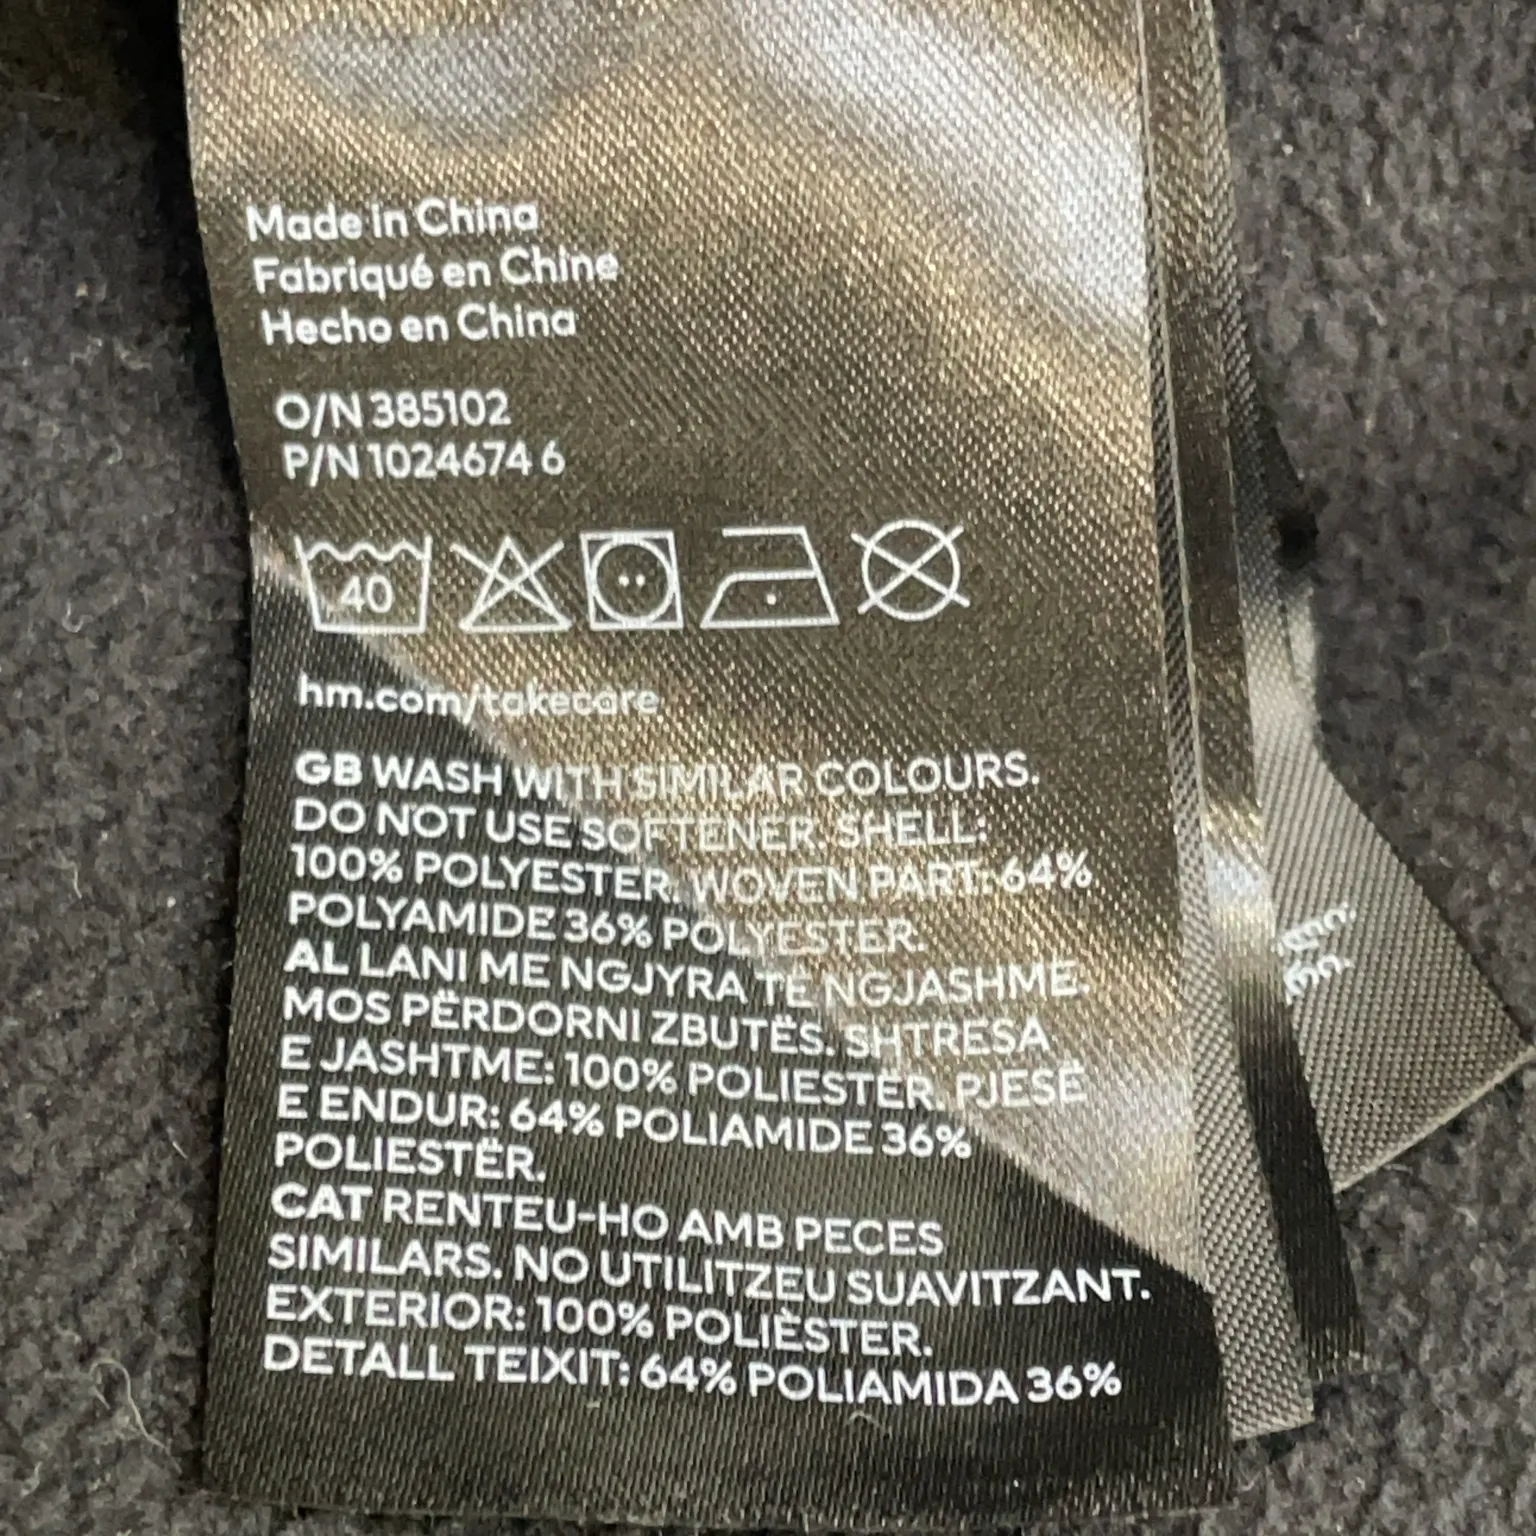 Made in China
Fabriqué en Chine
Hecho en China
O/N 385102
P/N 1024674 6
40
hm.com/takecare
GB WASH WITH SIMILAR COLOURS.
DO NOT USE SOFTENER. SHELL:
100% POLYESTER. WOVEN PART: 64%
POLYAMIDE 36% POLYESTER.
AL LANI ME NGJYRA TË NGJASHME.
MOS PËRDORNI ZBUTËS. SHTRESA
E JASHTME: 100% POLIESTËR. PJESË
E ENDUR: 64% POLIAMIDE 36%
POLIESTËR.
CAT RENTEU-HO AMB PECES
SIMILARS. NO UTILITZEU SUAVITZANT.
EXTERIOR: 100% POLIÈSTER.
DETALL TEIXIT: 64% POLIAMIDA 36%